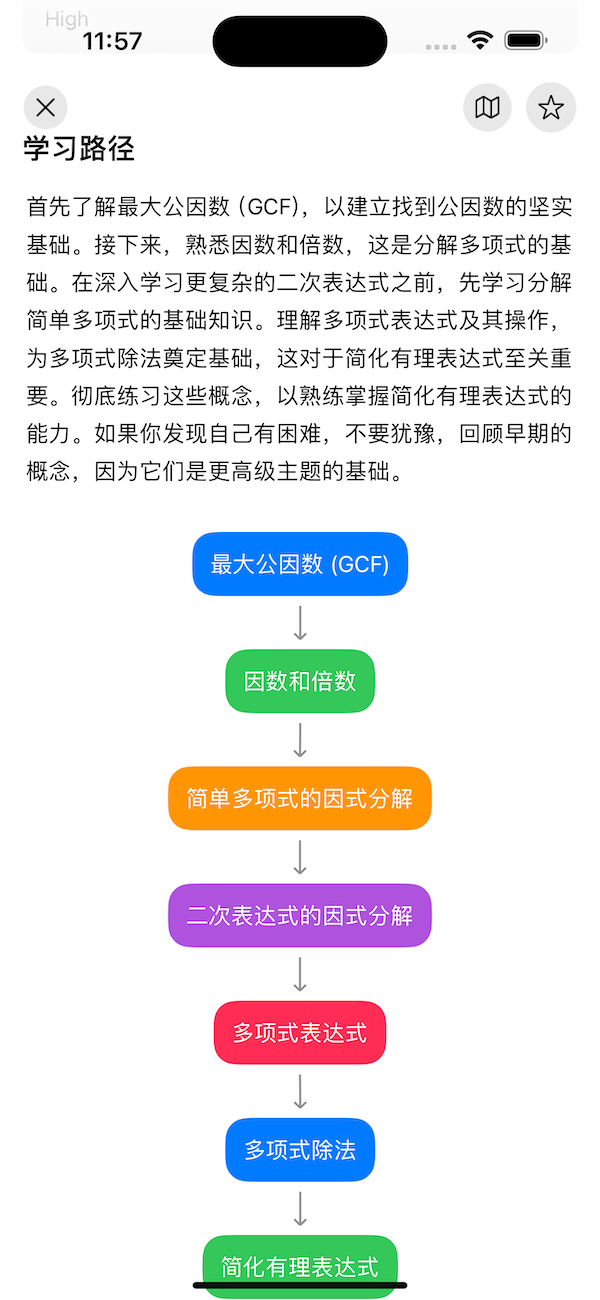 High
11:57
学习路径
首先了解最大公因数 (GCF)，以建立找到公因数的坚实
基础。接下来，熟悉因数和倍数，这是分解多项式的基
础。在深入学习更复杂的二次表达式之前，先学习分解
简单多项式的基础知识。理解多项式表达式及其操作，
为多项式除法奠定基础，这对于简化有理表达式至关重
要。彻底练习这些概念，以熟练掌握简化有理表达式的
能力。如果你发现自己有困难，不要犹豫，回顾早期的
概念，因为它们是更高级主题的基础。
最大公因数 (GCF)
因数和倍数
简单多项式的因式分解
二次表达式的因式分解
多项式表达式
多项式除法
简化有理表达式